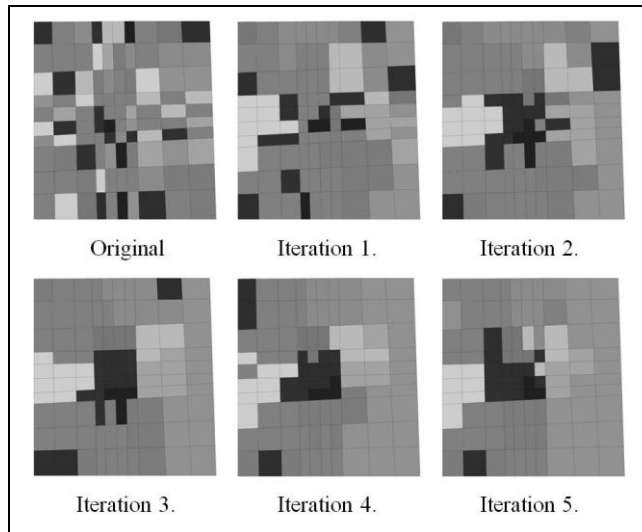 Original
Iteration 1.
Iteration 2.
Iteration 3.
Iteration 4.
Iteration 5.